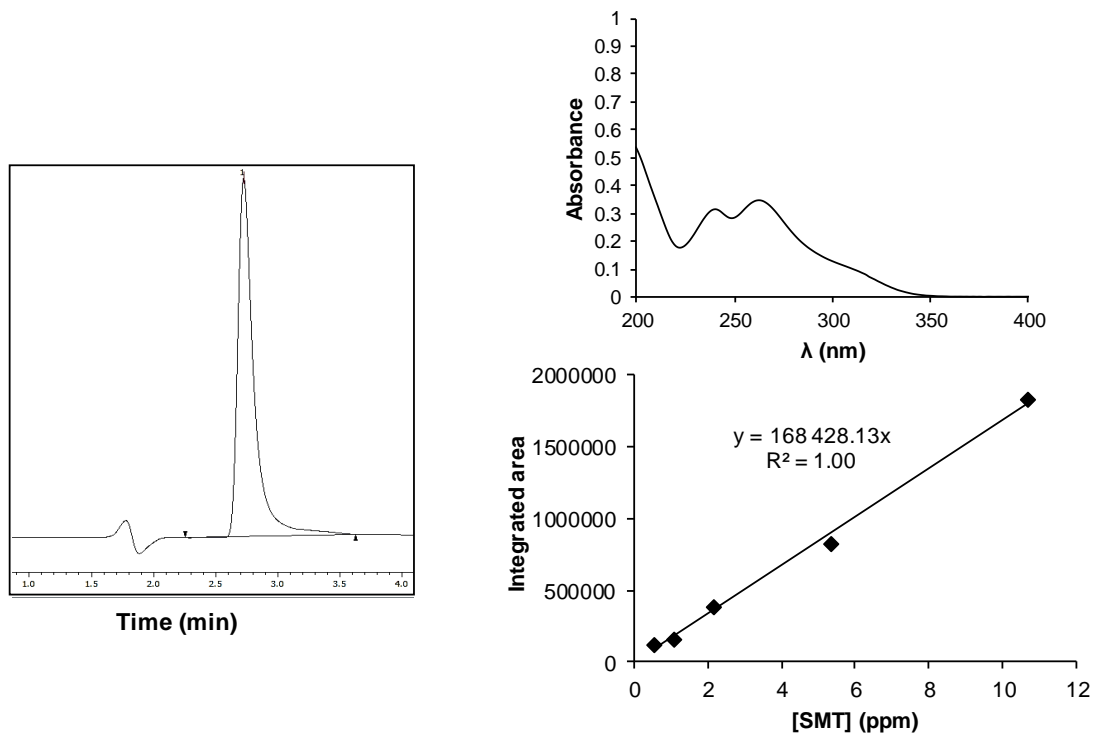 1
1.0 1.5 2.0 2.5 3.0 3.5 4.0
Time (min)
1
0.9
0.8
0.7
0.6
0.5
0.4
0.3
0.2
0.1
0
Absorbance
200 250 300 350 400
λ (nm)
2000000
1500000
1000000
500000
0
Integrated area
y = 168 428.13x
R² = 1.00
0 2 4 6 8 10 12
[SMT] (ppm)